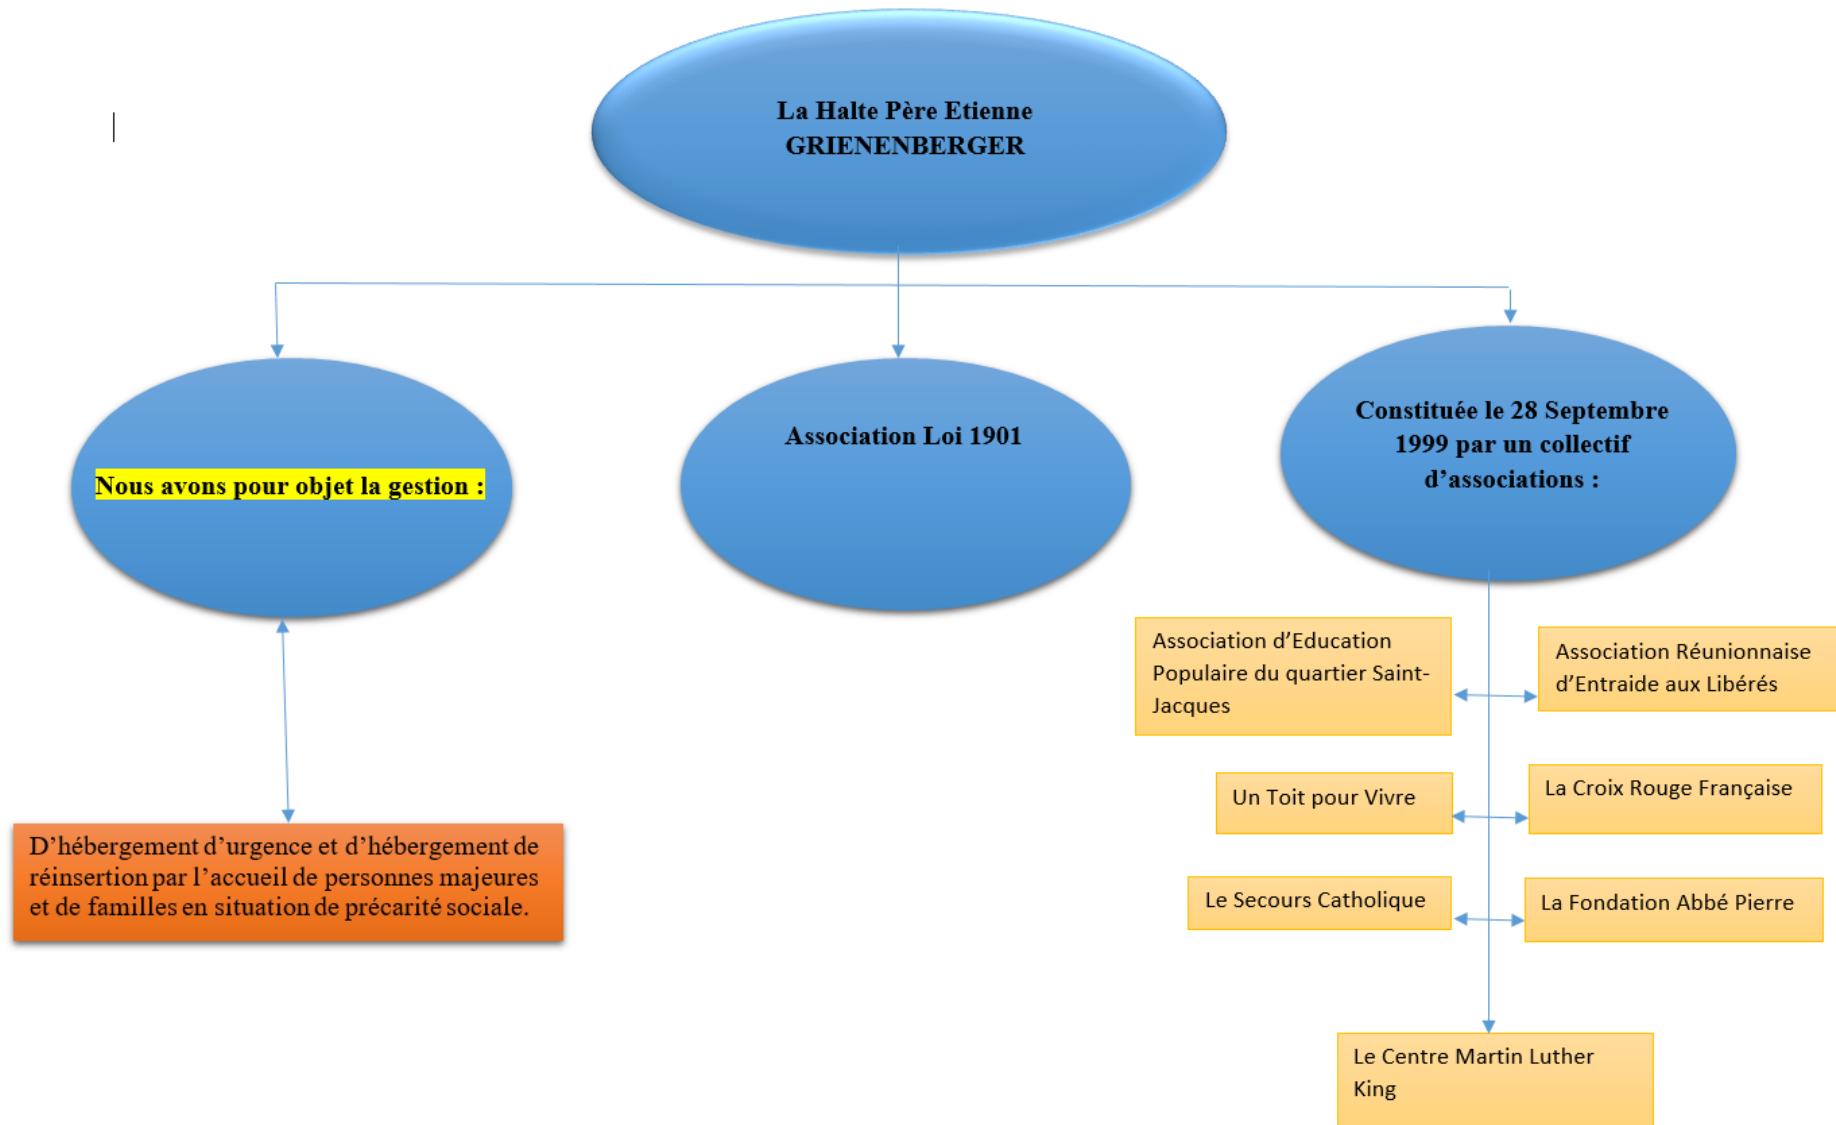 La Halte Père Etienne
GRIENENBERGER
Nous avons pour objet la gestion :
Association Loi 1901
Constituée le 28 Septembre
1999 par un collectif
d’associations :
D’hébergement d’urgence et d’hébergement de
réinsertion par l’accueil de personnes majeures
et de familles en situation de précarité sociale.
Association d’Education
Populaire du quartier Saint-
Jacques
Association Réunionnaise
d’Entraide aux Libérés
Un Toit pour Vivre
La Croix Rouge Française
Le Secours Catholique
La Fondation Abbé Pierre
Le Centre Martin Luther
King